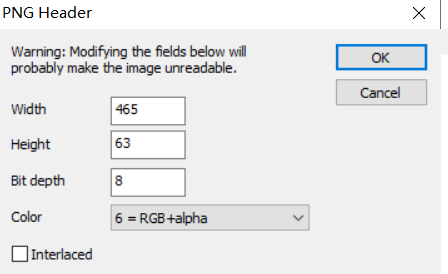 PNG Header
Warning: Modifying the fields below will
probably make the image unreadable.
OK
Cancel
Width
465
Height
63
Bit depth
8
Color
6 = RGB+alpha
Interlaced